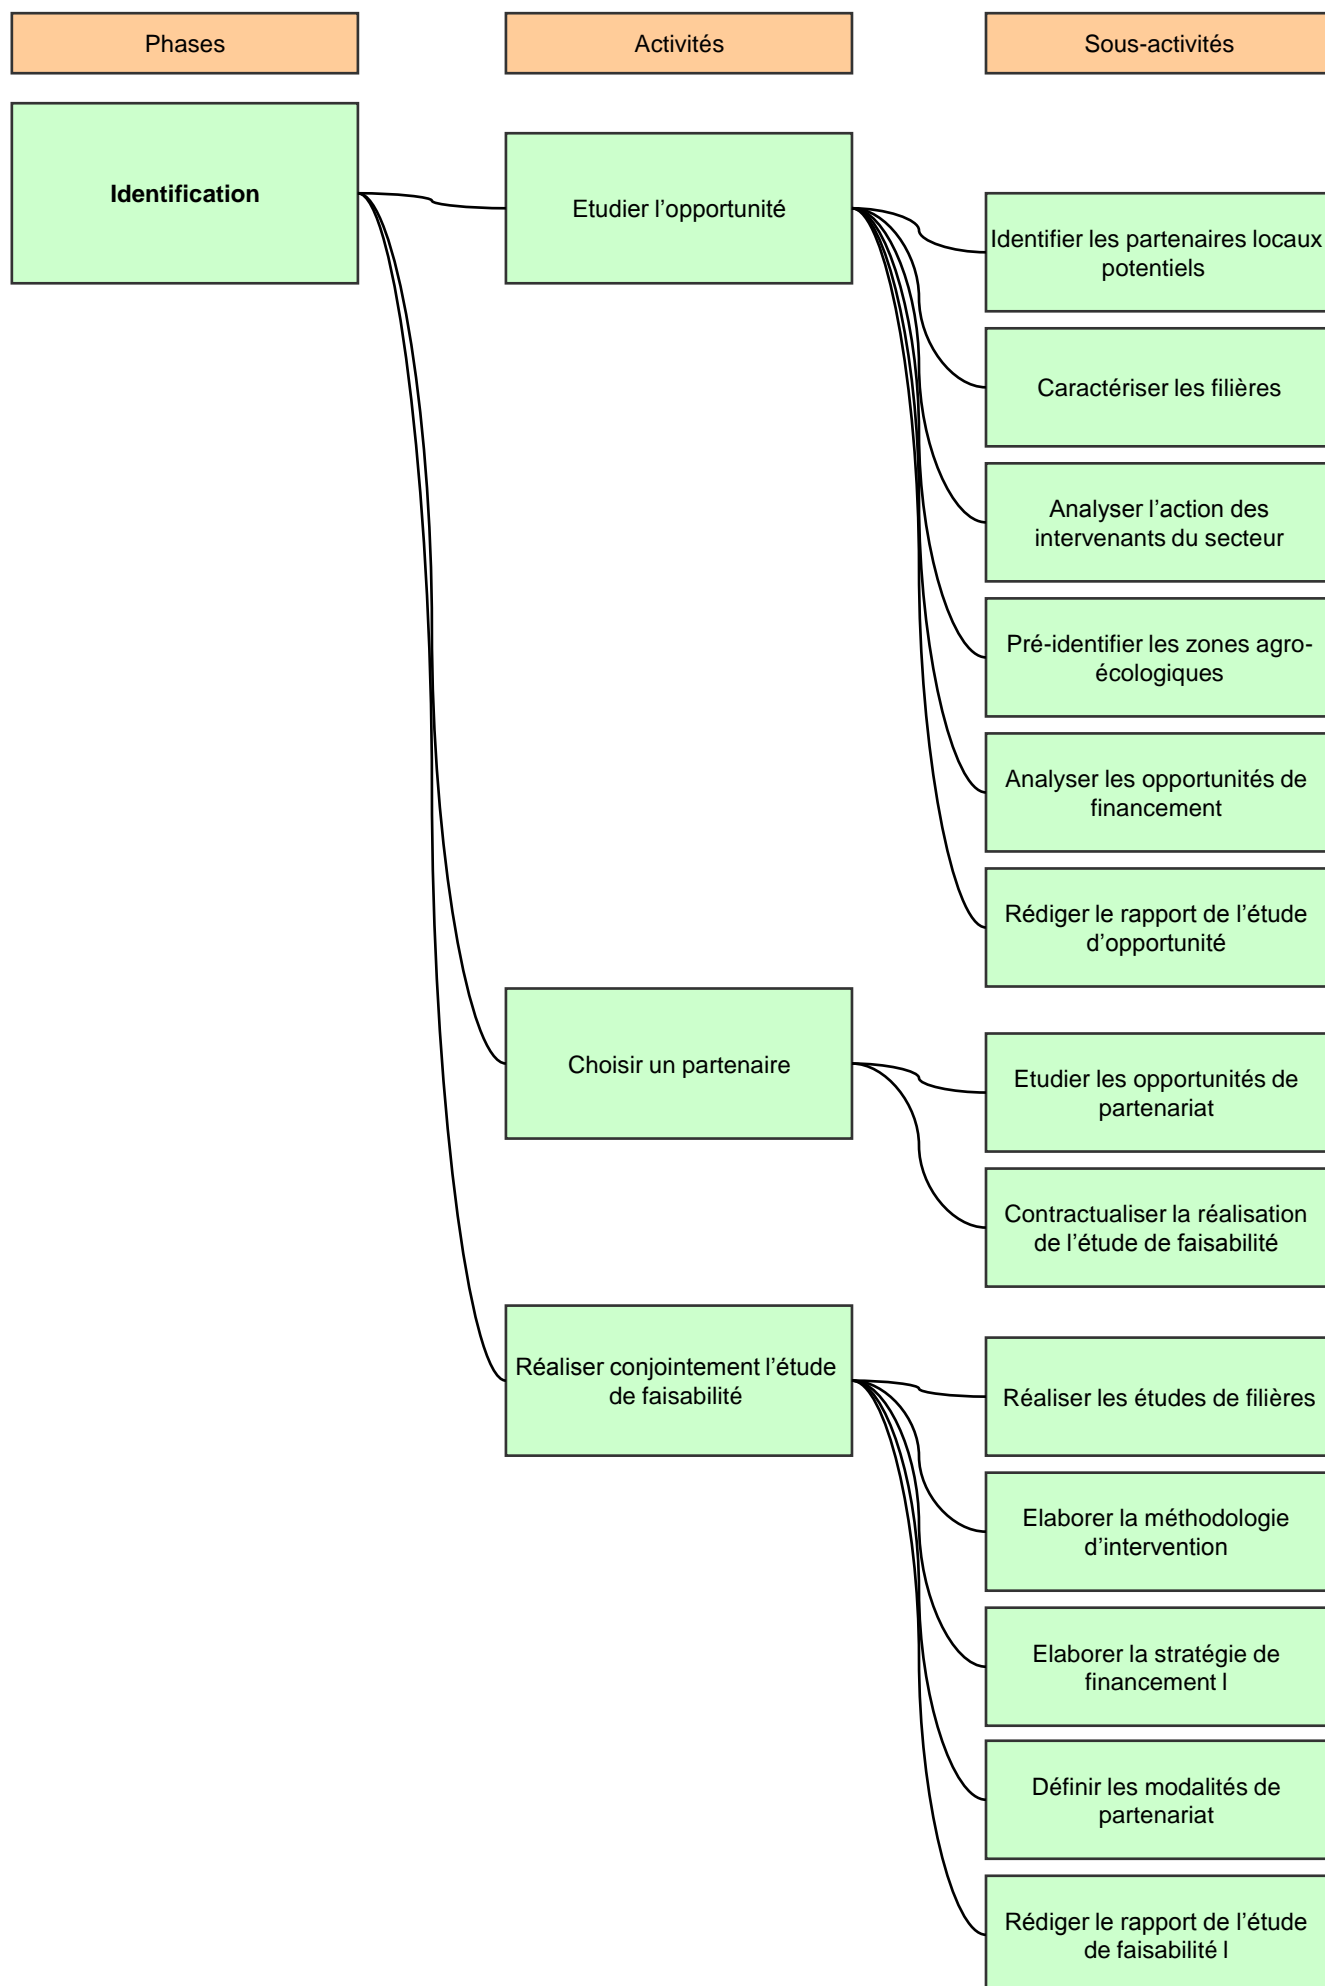 Phases
Activités
Sous-activités
Identification
Etudier l’opportunité
Identifier les partenaires locaux
potentiels
Caractériser les filières
Analyser l’action des
intervenants du secteur
Pré-identifier les zones agro-
écologiques
Analyser les opportunités de
financement
Rédiger le rapport de l’étude
d’opportunité
Choisir un partenaire
Etudier les opportunités de
partenariat
Contractualiser la réalisation
de l’étude de faisabilité
Réaliser conjointement l’étude
de faisabilité
Réaliser les études de filières
Elaborer la méthodologie
d’intervention
Elaborer la stratégie de
financement l
Définir les modalités de
partenariat
Rédiger le rapport de l’étude
de faisabilité l